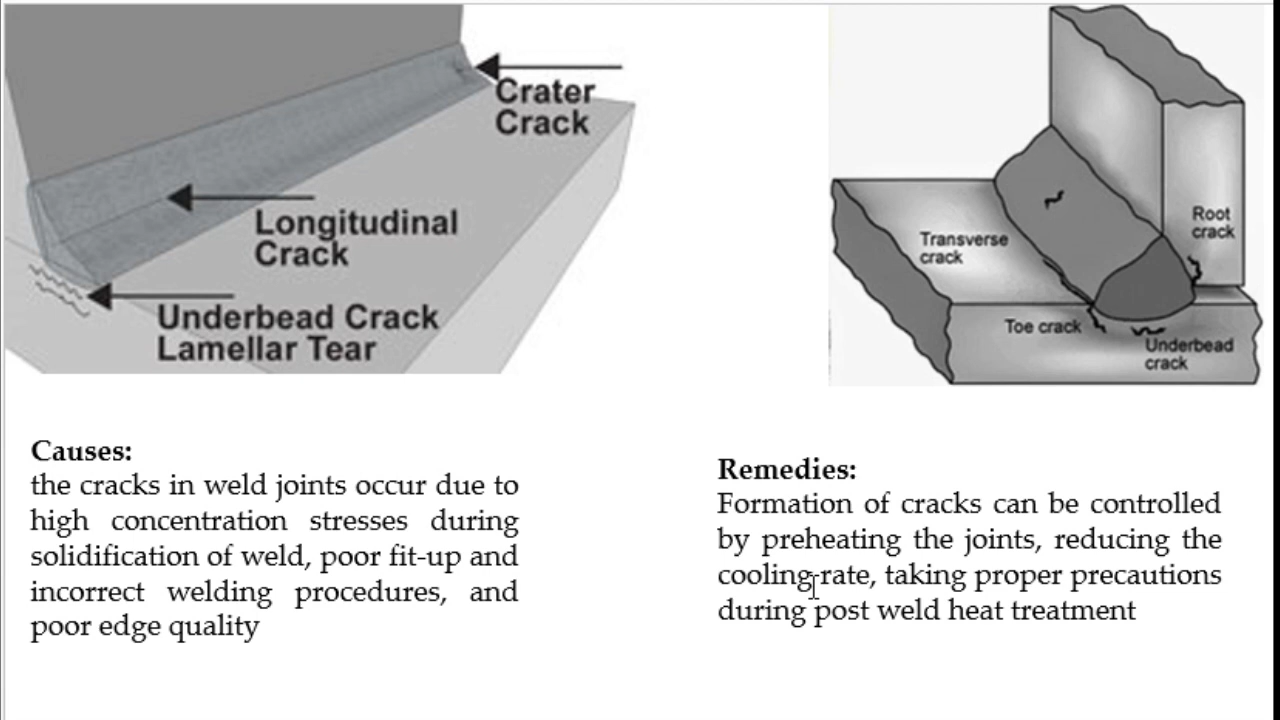 Crater
Crack
Longitudinal
Crack
Underbead Crack
Lamellar Tear
Transverse
crack
Root
crack
Toe crack
Underbead
crack
Causes:
the cracks in weld joints occur due to
high concentration stresses during
solidification of weld, poor fit-up and
incorrect welding procedures, and
poor edge quality
Remedies:
Formation of cracks can be controlled
by preheating the joints, reducing the
cooling rate, taking proper precautions
during post weld heat treatment